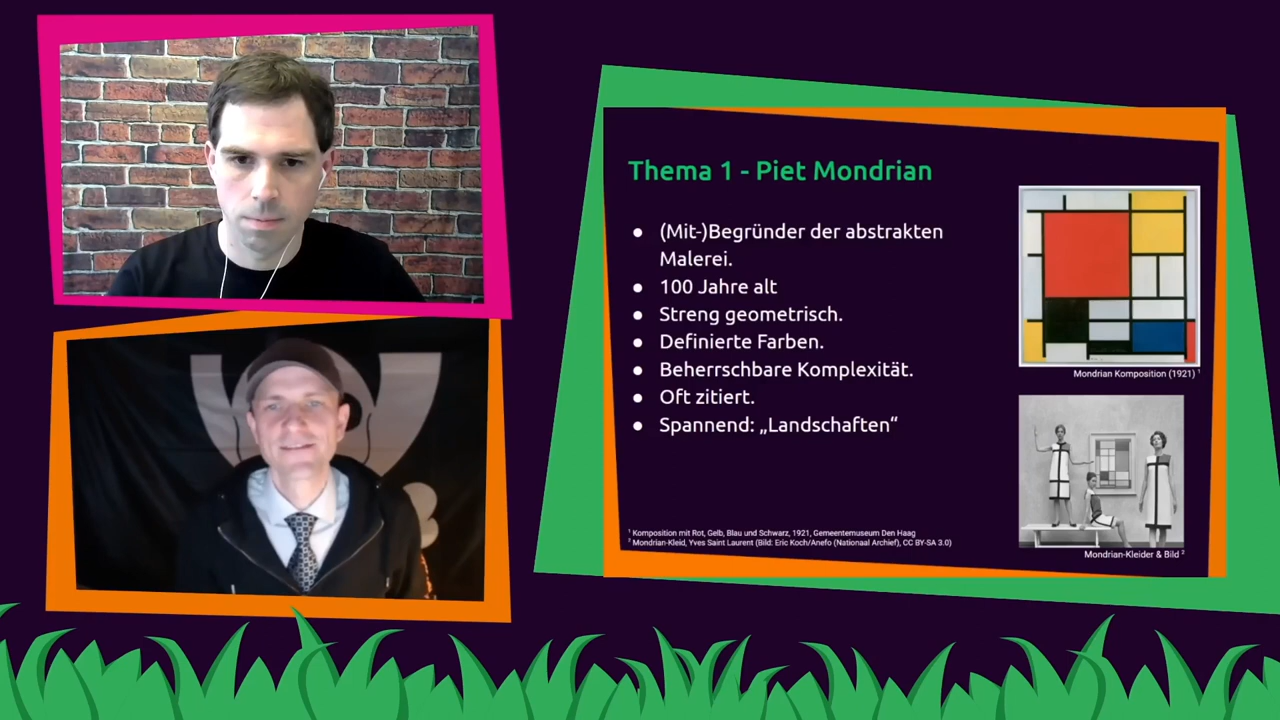 Thema 1 - Piet Mondrian
● (Mit-)Begründer der abstrakten
Malerei.
● 100 Jahre alt
● Streng geometrisch.
● Definierte Farben.
● Beherrschbare Komplexität.
● Oft zitiert.
● Spannend: „Landschaften“
Mondrian Komposition (1921) ¹
Mondrian-Kleider & Bild ²
¹ Komposition mit Rot, Gelb, Blau und Schwarz, 1921, Gemeentemuseum Den Haag
² Mondrian-Kleid, Yves Saint Laurent (Bild: Eric Koch/Anefo (Nationaal Archief), CC BY-SA 3.0)